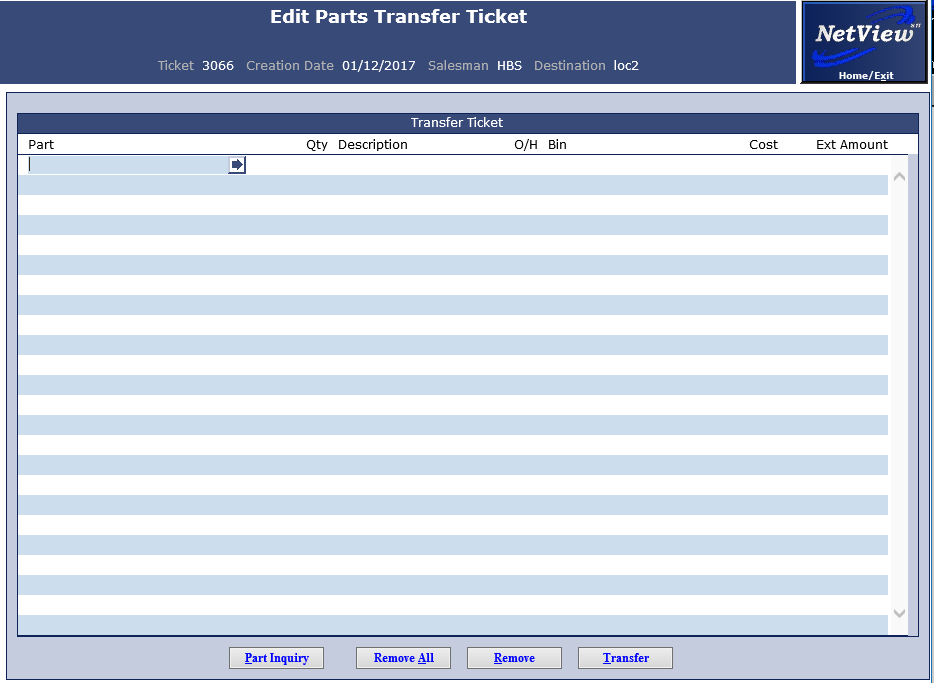 Edit Parts Transfer Ticket
Ticket 3066 Creation Date 01/12/2017 Salesman HBS Destination loc2
NetView
Home/Exit
Transfer Ticket
Part Qty Description O/H Bin Cost Ext Amount
Part Inquiry Remove All Remove Transfer